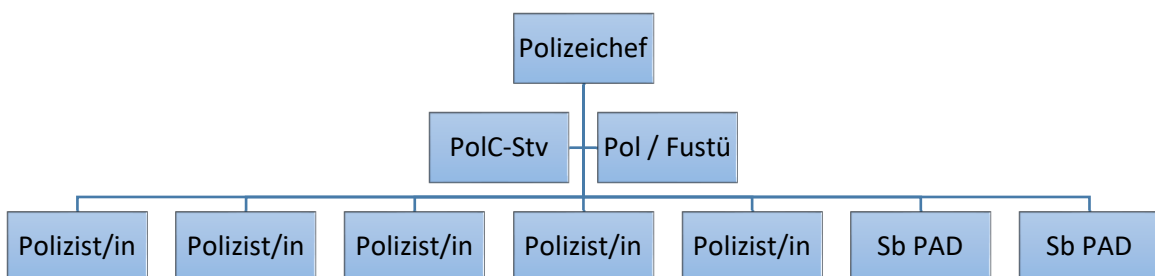 Polizeichef
PolC-Stv
Pol / Fustü
Polizist/in
Polizist/in
Polizist/in
Polizist/in
Polizist/in
Sb PAD
Sb PAD